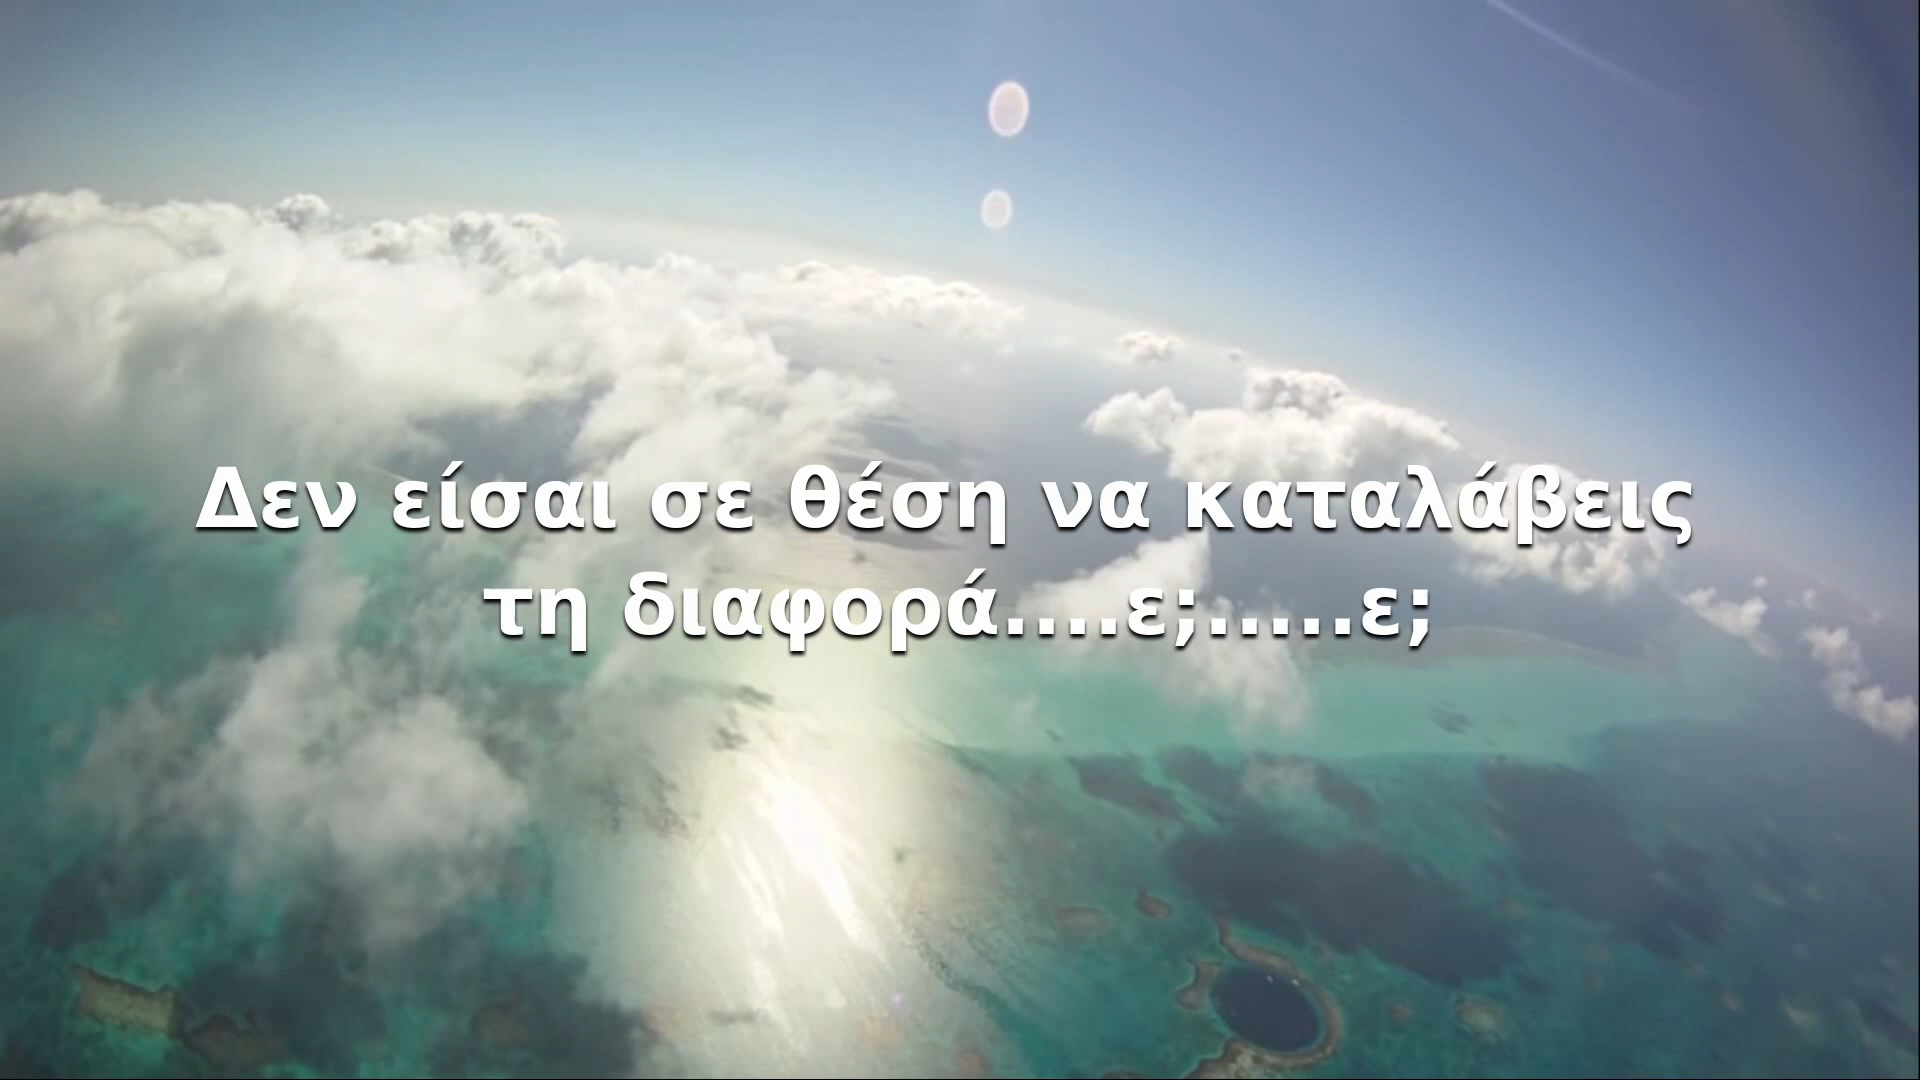 Δεν είσαι σε θέση να καταλάβεις
τη διαφορά....ε;.....ε;